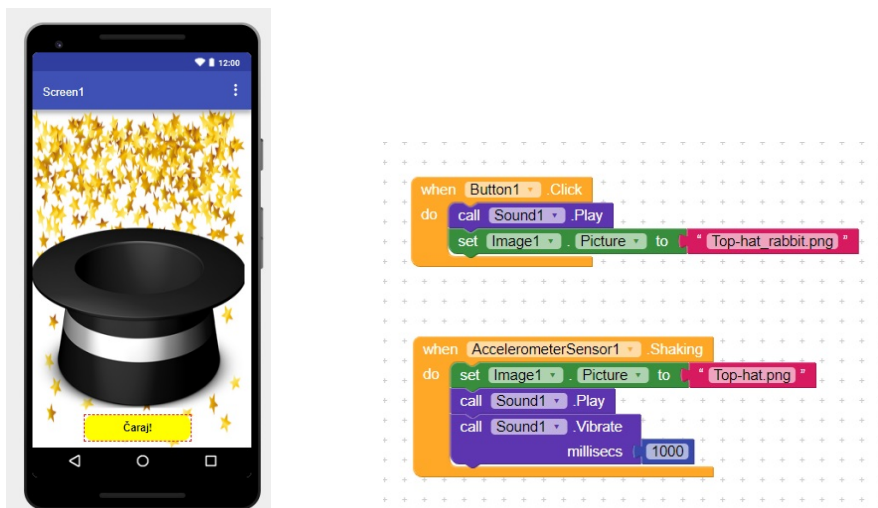 12:00
Screen1
Čaraj!
when Button1 .Click
do call Sound1 .Play
set Image1 . Picture to " Top-hat_rabbit.png "
when AccelerometerSensor1 .Shaking
do set Image1 . Picture to " Top-hat.png "
call Sound1 .Play
call Sound1 .Vibrate
millisecs 1000